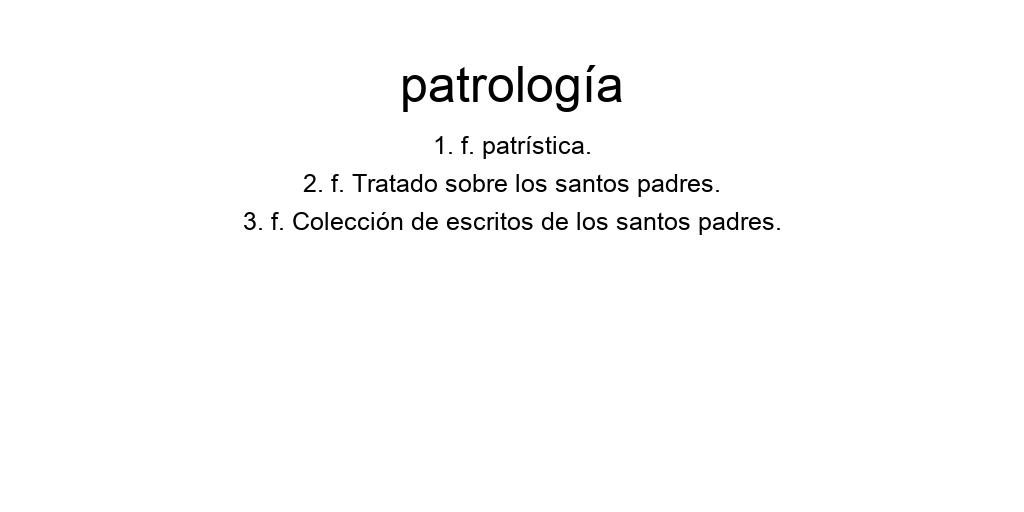 patrología
1. f. patrística.
2. f. Tratado sobre los santos padres.
3. f. Colección de escritos de los santos padres.